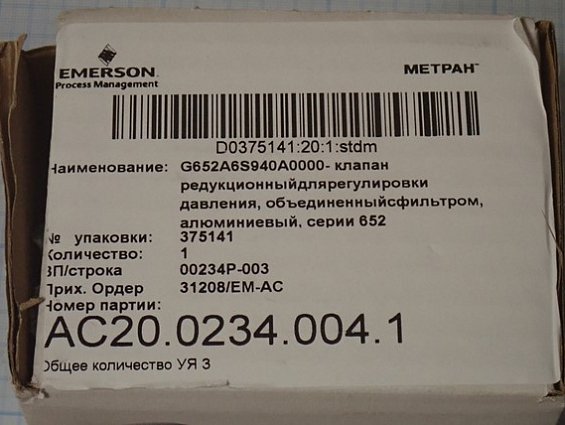 EMERSON
Process Management
МЕТРАН™
D0375141:20:1:stdm
Наименование: G652A6S940A0000- клапан
редукционныйдлярегулировки
давления, объединенныйсфильтром,
алюминиевый, серии 652
№ упаковки: 375141
Количество: 1
ЗП/строка 00234P-003
Прих. Ордер 31208/EM-AC
Номер партии:
AC20.0234.004.1
Общее количество УЯ 3